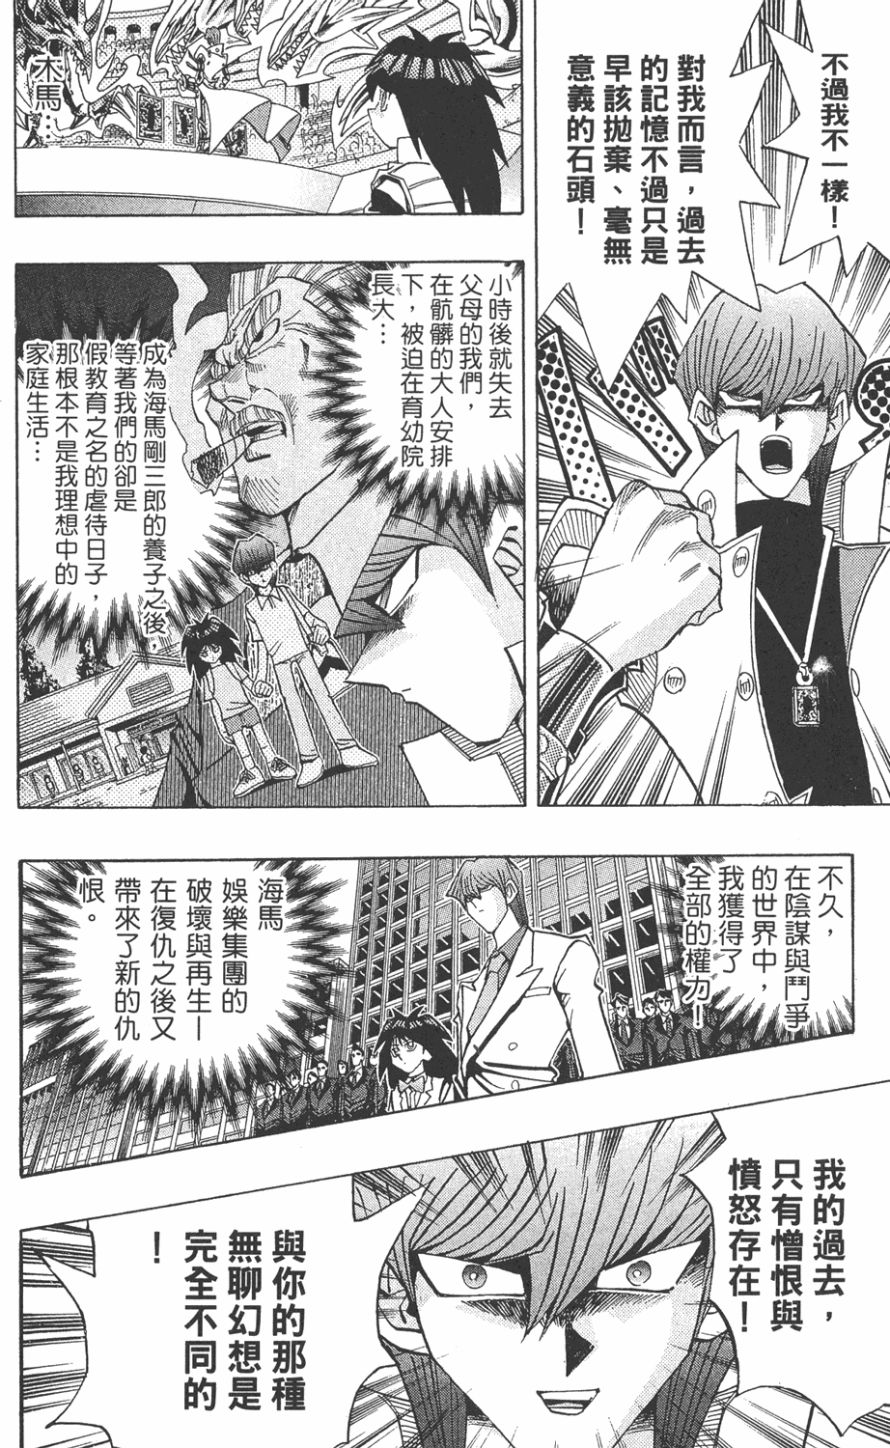 不過我不一樣！
對我而言，過去
的記憶不過只是
早該拋棄、毫無
意義的石頭！
木馬…
小時後就失去
父母的我們，
在骯髒的大人安排
下，被迫在育幼院
長大…
成為海馬剛三郎的養子之後，
等著我們的卻是
假教育之名的虐待日子，
那根本不是我理想中的
家庭生活…
不久，
在陰謀與鬥爭
的世界中，
我獲得了
全部的權力！
海馬
娛樂集團的
破壞與再生—
在復仇之後又
帶來了新的仇
恨。
我的過去，
只有憎恨與
憤怒存在！
與你的那種
無聊幻想是
完全不同的
！